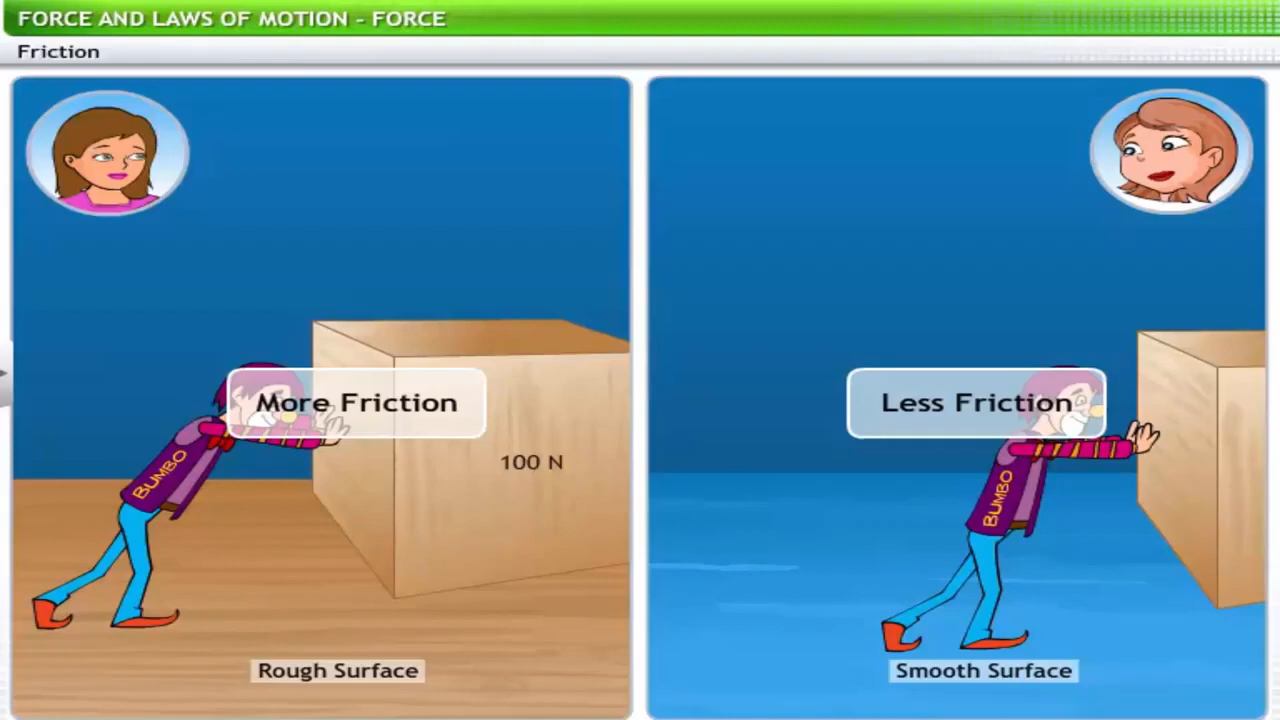 FORCE AND LAWS OF MOTION - FORCE
Friction
More Friction
Less Friction
100 N
BUMBO
BUMBO
Rough Surface
Smooth Surface